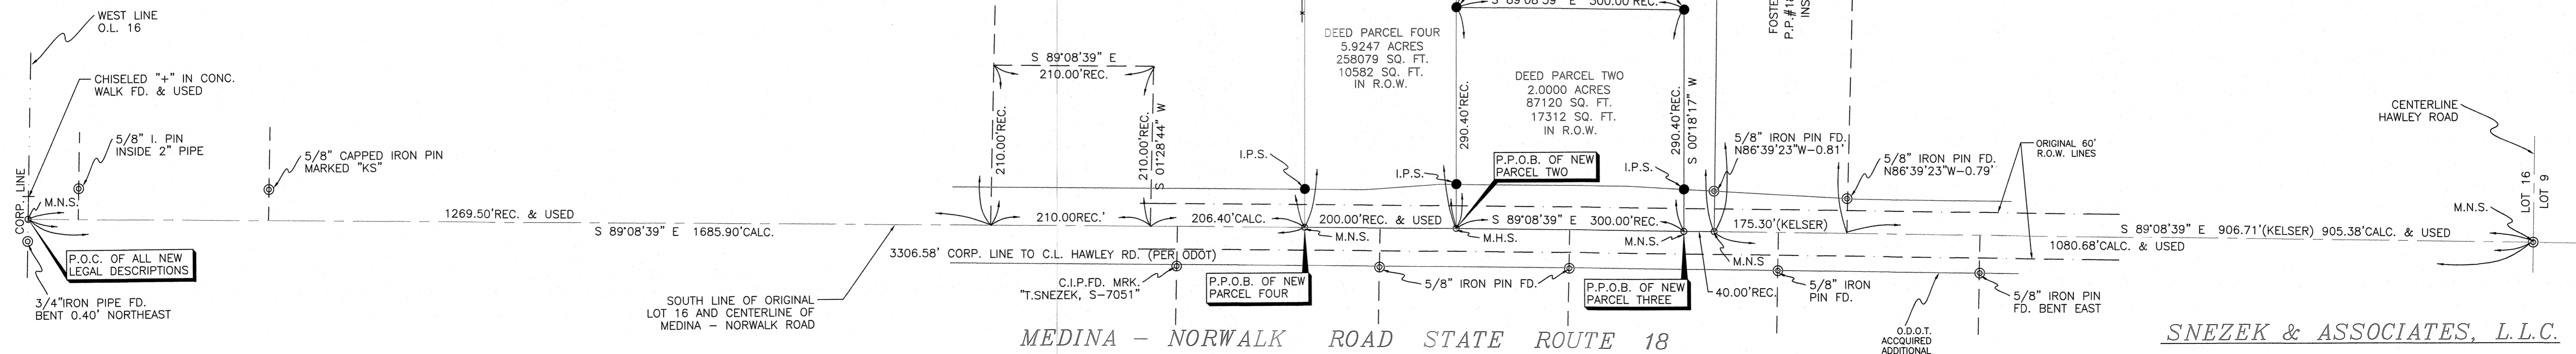 WEST LINE
O.L. 16
CHISELED "+" IN CONC.
WALK FD. & USED
5/8" I. PIN
INSIDE 2" PIPE
5/8" CAPPED IRON PIN
MARKED "KS"
CORP. LINE
M.N.S.
P.O.C. OF ALL NEW
LEGAL DESCRIPTIONS
3/4"IRON PIPE FD.
BENT 0.40' NORTHEAST
1269.50'REC. & USED
S 89°08'39" E 1685.90'CALC.
SOUTH LINE OF ORIGINAL
LOT 16 AND CENTERLINE OF
MEDINA - NORWALK ROAD
S 89°08'39" E
210.00'REC.
210.00'REC.
210.00'REC.
S 01°28'44" W
210.00REC.'
206.40'CALC.
3306.58' CORP. LINE TO C.L. HAWLEY RD. (PER ODOT)
C.I.P.FD. MRK.
"T.SNEZEK, S-7051"
I.P.S.
M.N.S.
P.P.O.B. OF NEW
PARCEL FOUR
DEED PARCEL FOUR
5.9247 ACRES
258079 SQ. FT.
10582 SQ. FT.
IN R.O.W.
200.00'REC. & USED
I.P.S.
M.H.S.
5/8" IRON PIN FD.
S 89°08'39" E 300.00'REC.
290.40'REC.
DEED PARCEL TWO
2.0000 ACRES
87120 SQ. FT.
17312 SQ. FT.
IN R.O.W.
290.40'REC.
S 00°18'17" W
P.P.O.B. OF NEW
PARCEL TWO
I.P.S.
S 89°08'39" E 300.00'REC.
M.N.S.
P.P.O.B. OF NEW
PARCEL THREE
40.00'REC.
M.N.S
175.30'(KELSER)
5/8" IRON PIN FD.
N86°39'23"W-0.81'
5/8" IRON PIN FD.
N86°39'23"W-0.79'
5/8" IRON
PIN FD.
5/8" IRON PIN
FD. BENT EAST
ORIGINAL 60'
R.O.W. LINES
S 89°08'39" E 906.71'(KELSER) 905.38'CALC. & USED
1080.68'CALC. & USED
CENTERLINE
HAWLEY ROAD
M.N.S.
LOT 16
LOT 9
O.D.O.T.
ACCQUIRED
ADDITIONAL
MEDINA - NORWALK ROAD STATE ROUTE 18
SNEZEK & ASSOCIATES, L.L.C.